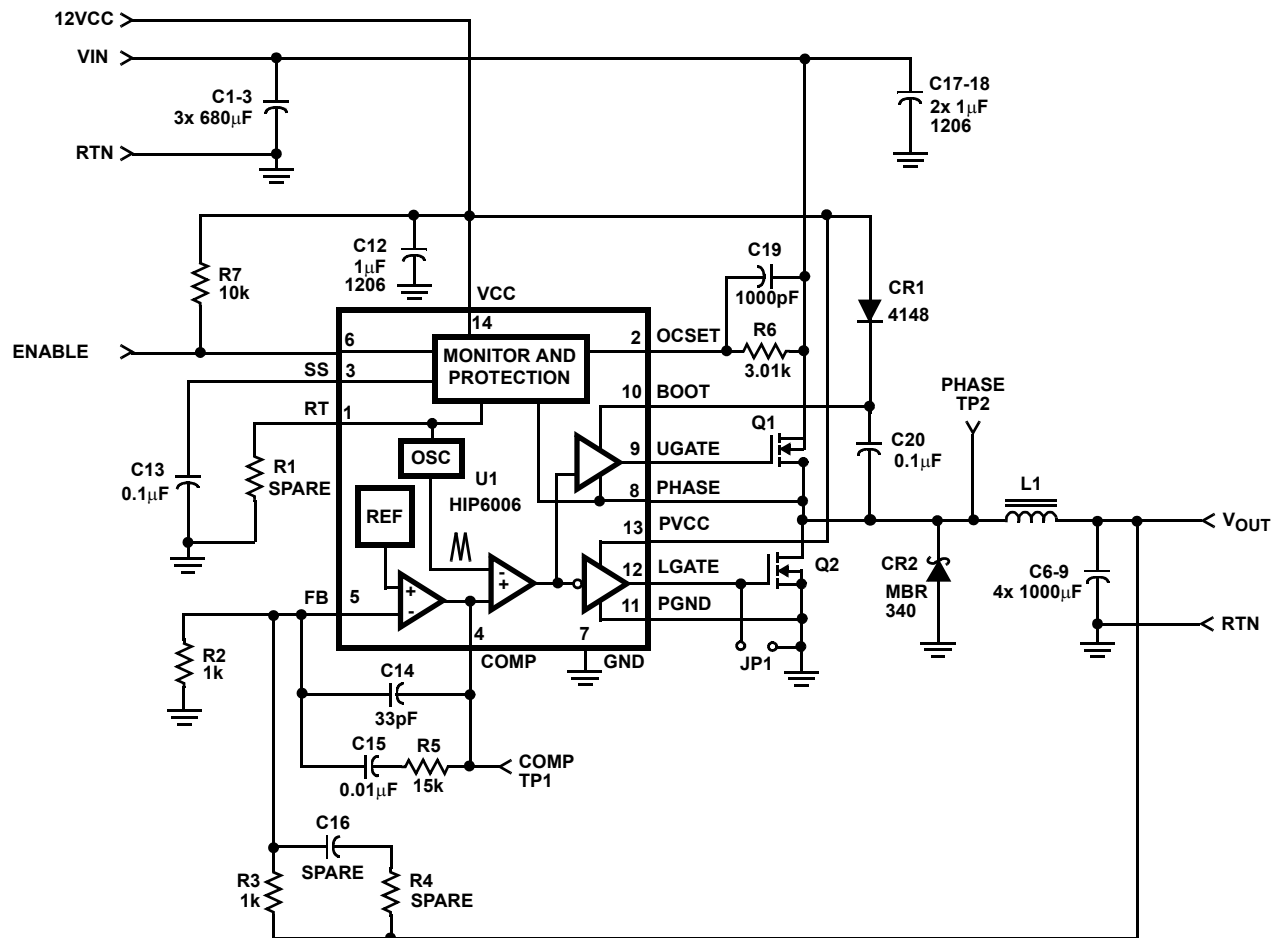 12VCC
VIN
C1-3
3x 680µF
RTN
C17-18
2x 1µF
1206
C12
1µF
1206
R7
10k
C19
1000pF
CR1
4148
VCC
14
ENABLE
6
MONITOR AND
PROTECTION
2
OCSET
R6
3.01k
SS
3
RT
1
10
BOOT
PHASE
TP2
Q1
OSC
9
UGATE
C20
0.1µF
C13
0.1µF
R1
SPARE
U1
HIP6006
8
PHASE
L1
REF
13
PVCC
VOUT
+
-
-
+
12
LGATE
Q2
CR2
MBR
340
C6-9
4x 1000µF
FB
5
11
PGND
RTN
4
COMP
7
GND
JP1
R2
1k
C14
33pF
C15
0.01µF
R5
15k
COMP
TP1
C16
SPARE
R3
1k
R4
SPARE